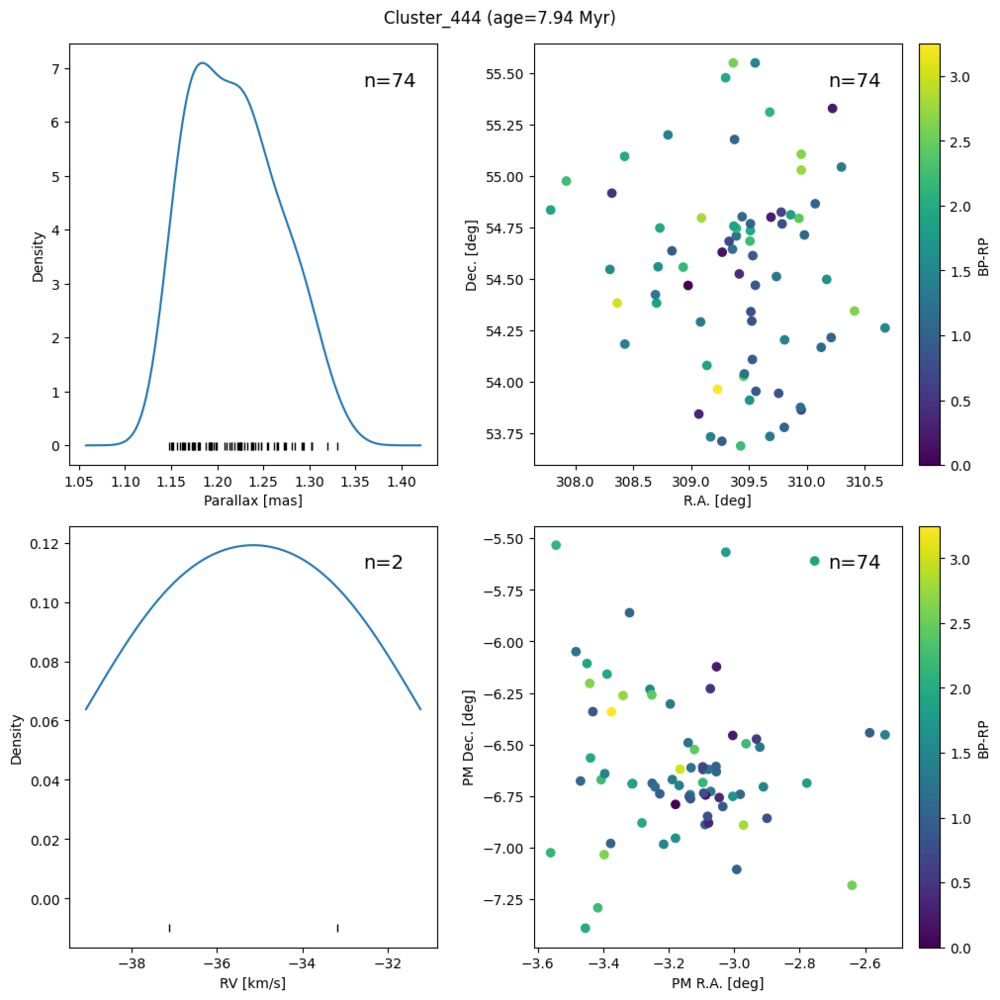 Cluster_444 (age=7.94 Myr)
n=74
Density
7
6
5
4
3
2
1
0
1.05 1.10 1.15 1.20 1.25 1.30 1.35 1.40
Parallax [mas]
n=74
Dec. [deg]
55.50
55.25
55.00
54.75
54.50
54.25
54.00
53.75
308.0 308.5 309.0 309.5 310.0 310.5
R.A. [deg]
3.0
2.5
2.0
1.5
1.0
0.5
0.0
BP-RP
n=2
Density
0.12
0.10
0.08
0.06
0.04
0.02
0.00
−38 −36 −34 −32
RV [km/s]
n=74
PM Dec. [deg]
−5.50
−5.75
−6.00
−6.25
−6.50
−6.75
−7.00
−7.25
−3.6 −3.4 −3.2 −3.0 −2.8 −2.6
PM R.A. [deg]
3.0
2.5
2.0
1.5
1.0
0.5
0.0
BP-RP